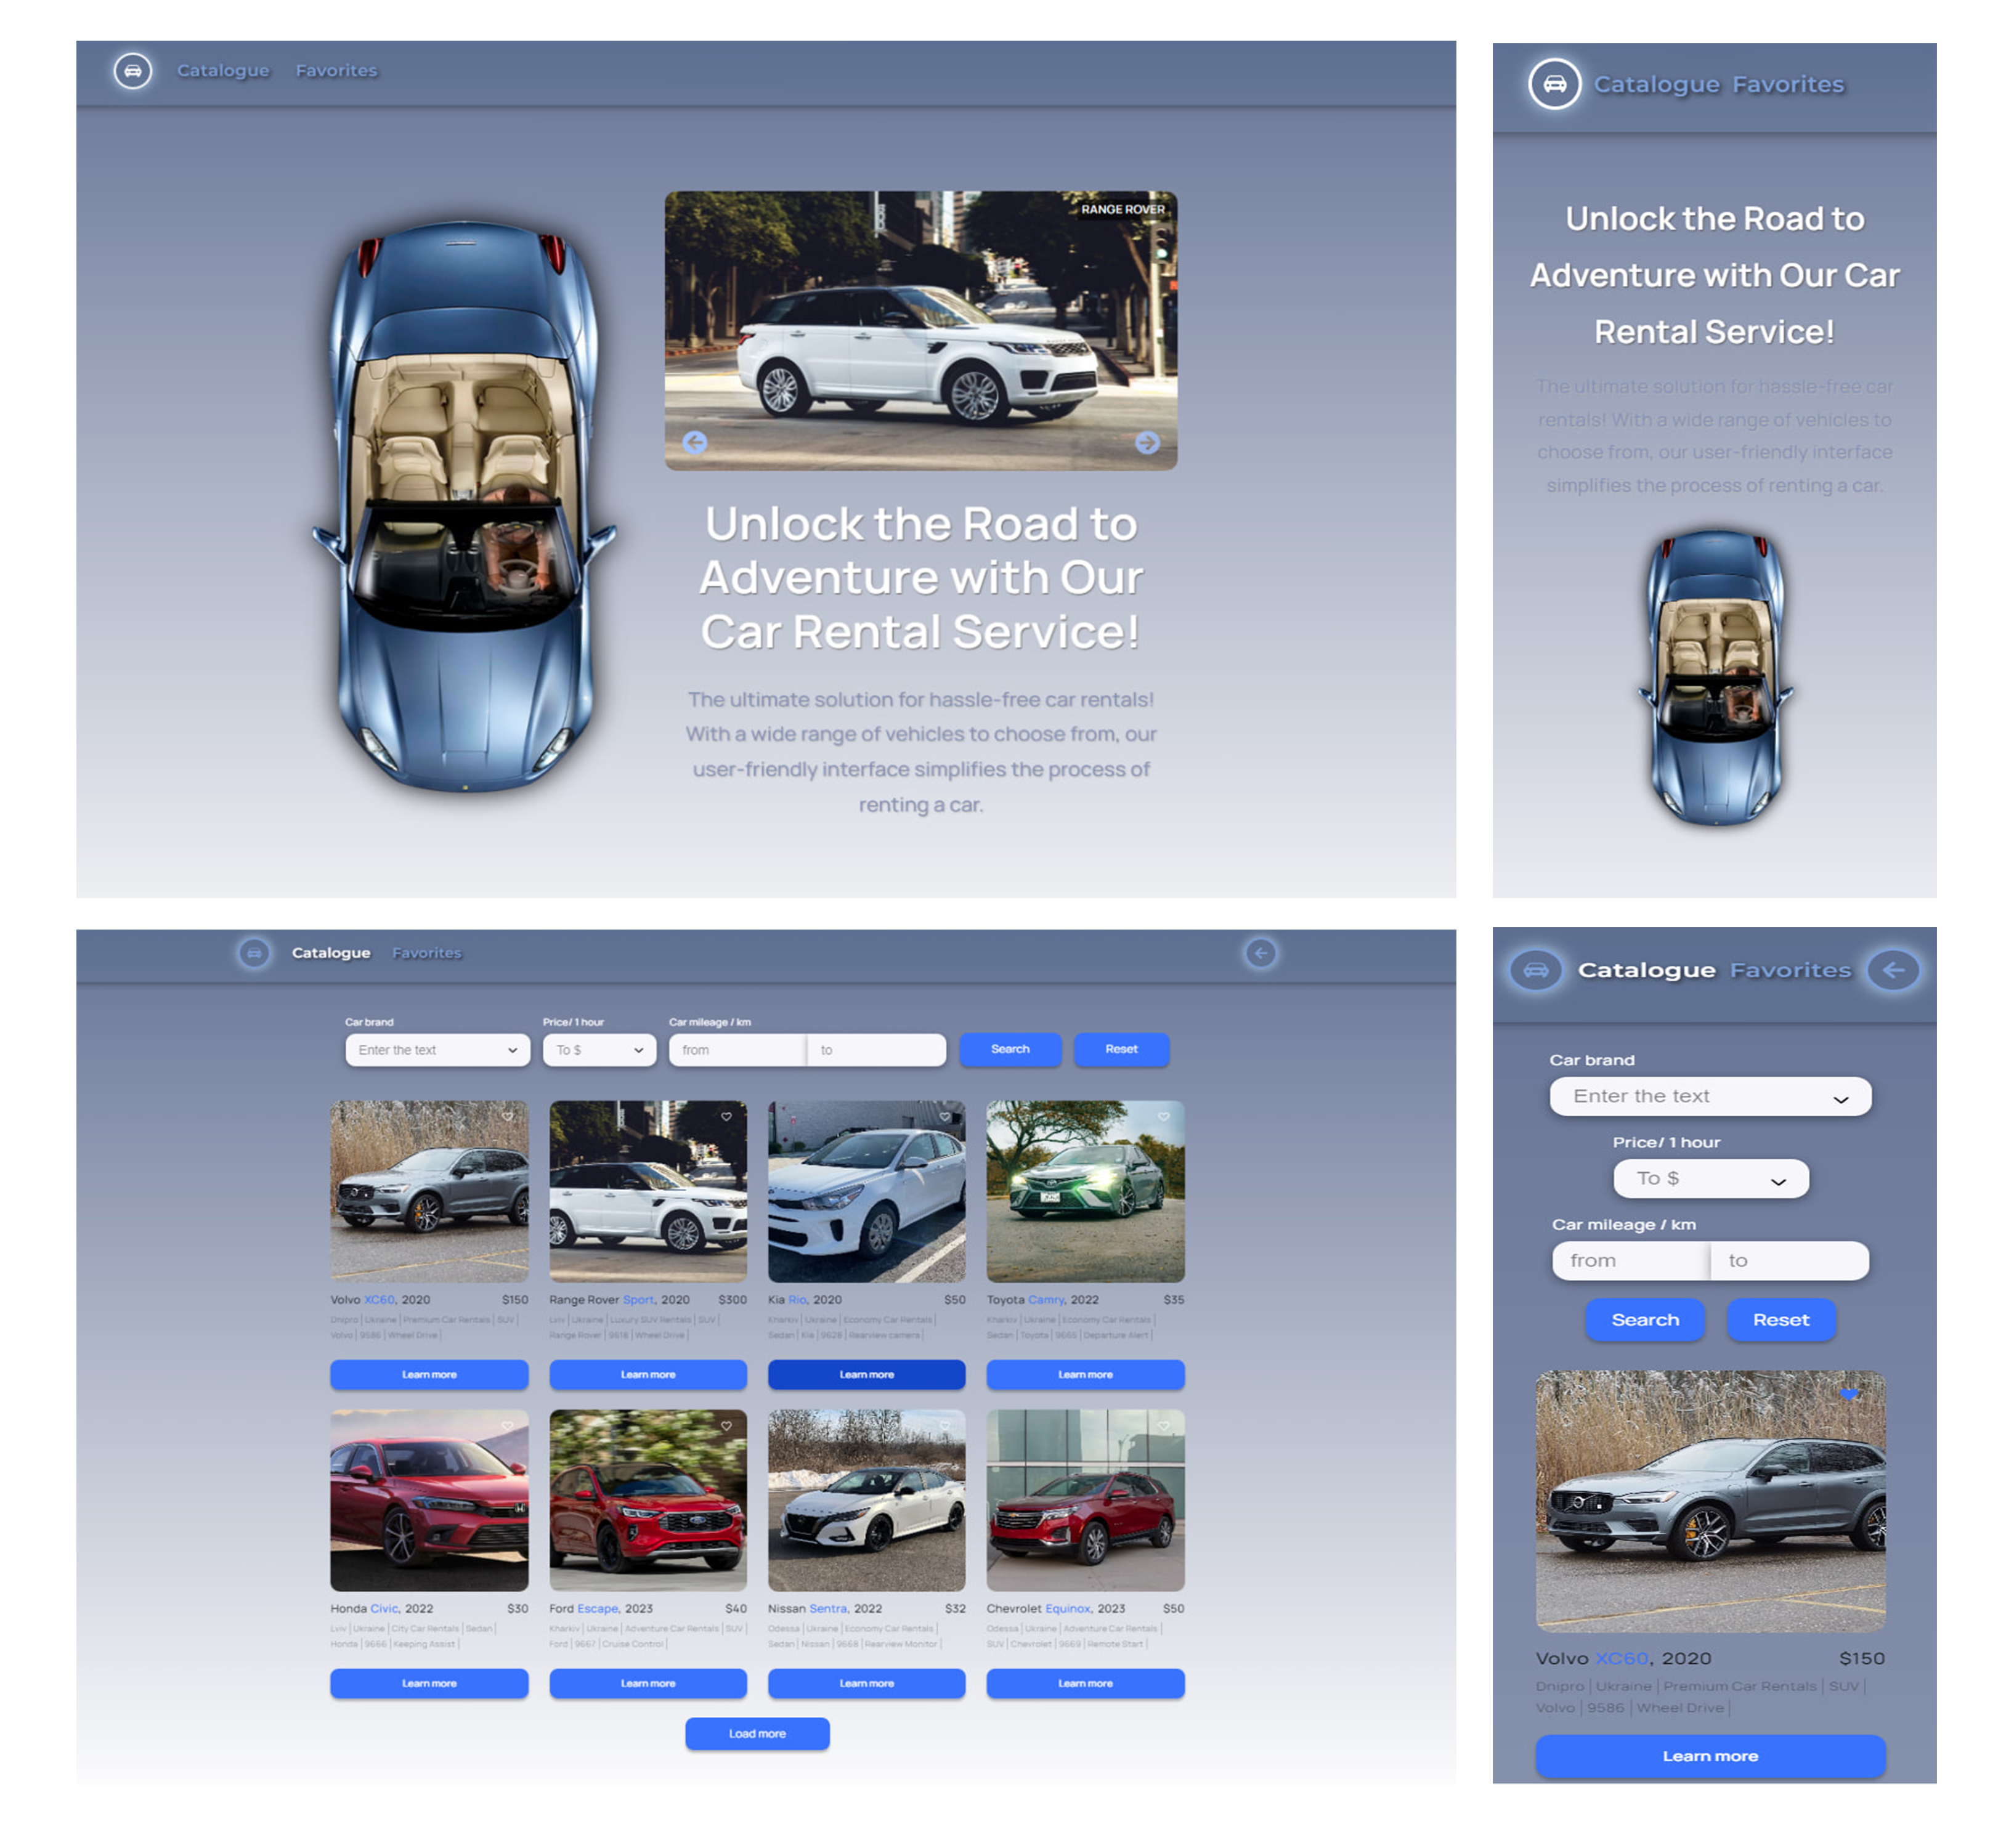 Catalogue Favorites
RANGE ROVER
Unlock the Road to
Adventure with Our
Car Rental Service!
The ultimate solution for hassle-free car rentals!
With a wide range of vehicles to choose from, our
user-friendly interface simplifies the process of
renting a car.
Catalogue Favorites
Unlock the Road to
Adventure with Our Car
Rental Service!
The ultimate solution for hassle-free car
rentals! With a wide range of vehicles to
choose from, our user-friendly interface
simplifies the process of renting a car.
Catalogue Favorites
Car brand Price/ 1 hour Car mileage / km
Enter the text To $ from to Search Reset
Volvo XC60, 2020 $150
Dnipro | Ukraine | Premium Car Rentals | SUV |
Volvo | 9586 | Wheel Drive |
Learn more
Range Rover Sport, 2020 $300
Lviv | Ukraine | Luxury SUV Rentals | SUV |
Range Rover | 9618 | Wheel Drive |
Learn more
Kia Rio, 2020 $50
Kharkiv | Ukraine | Economy Car Rentals |
Sedan | Kia | 9628 | Rearview camera |
Learn more
Toyota Camry, 2022 $35
Kharkiv | Ukraine | Economy Car Rentals |
Sedan | Toyota | 9665 | Departure Alert |
Learn more
Honda Civic, 2022 $30
Lviv | Ukraine | City Car Rentals | Sedan |
Honda | 9666 | Keeping Assist |
Learn more
Ford Escape, 2023 $40
Kharkiv | Ukraine | Adventure Car Rentals | SUV |
Ford | 9667 | Cruise Control |
Learn more
Nissan Sentra, 2022 $32
Odessa | Ukraine | Economy Car Rentals |
Sedan | Nissan | 9668 | Rearview Monitor |
Learn more
Chevrolet Equinox, 2023 $50
Odessa | Ukraine | Adventure Car Rentals |
SUV | Chevrolet | 9669 | Remote Start |
Learn more
Load more
Catalogue Favorites
Car brand
Enter the text
Price/ 1 hour
To $
Car mileage / km
from to
Search Reset
Volvo XC60, 2020 $150
Dnipro | Ukraine | Premium Car Rentals | SUV |
Volvo | 9586 | Wheel Drive |
Learn more